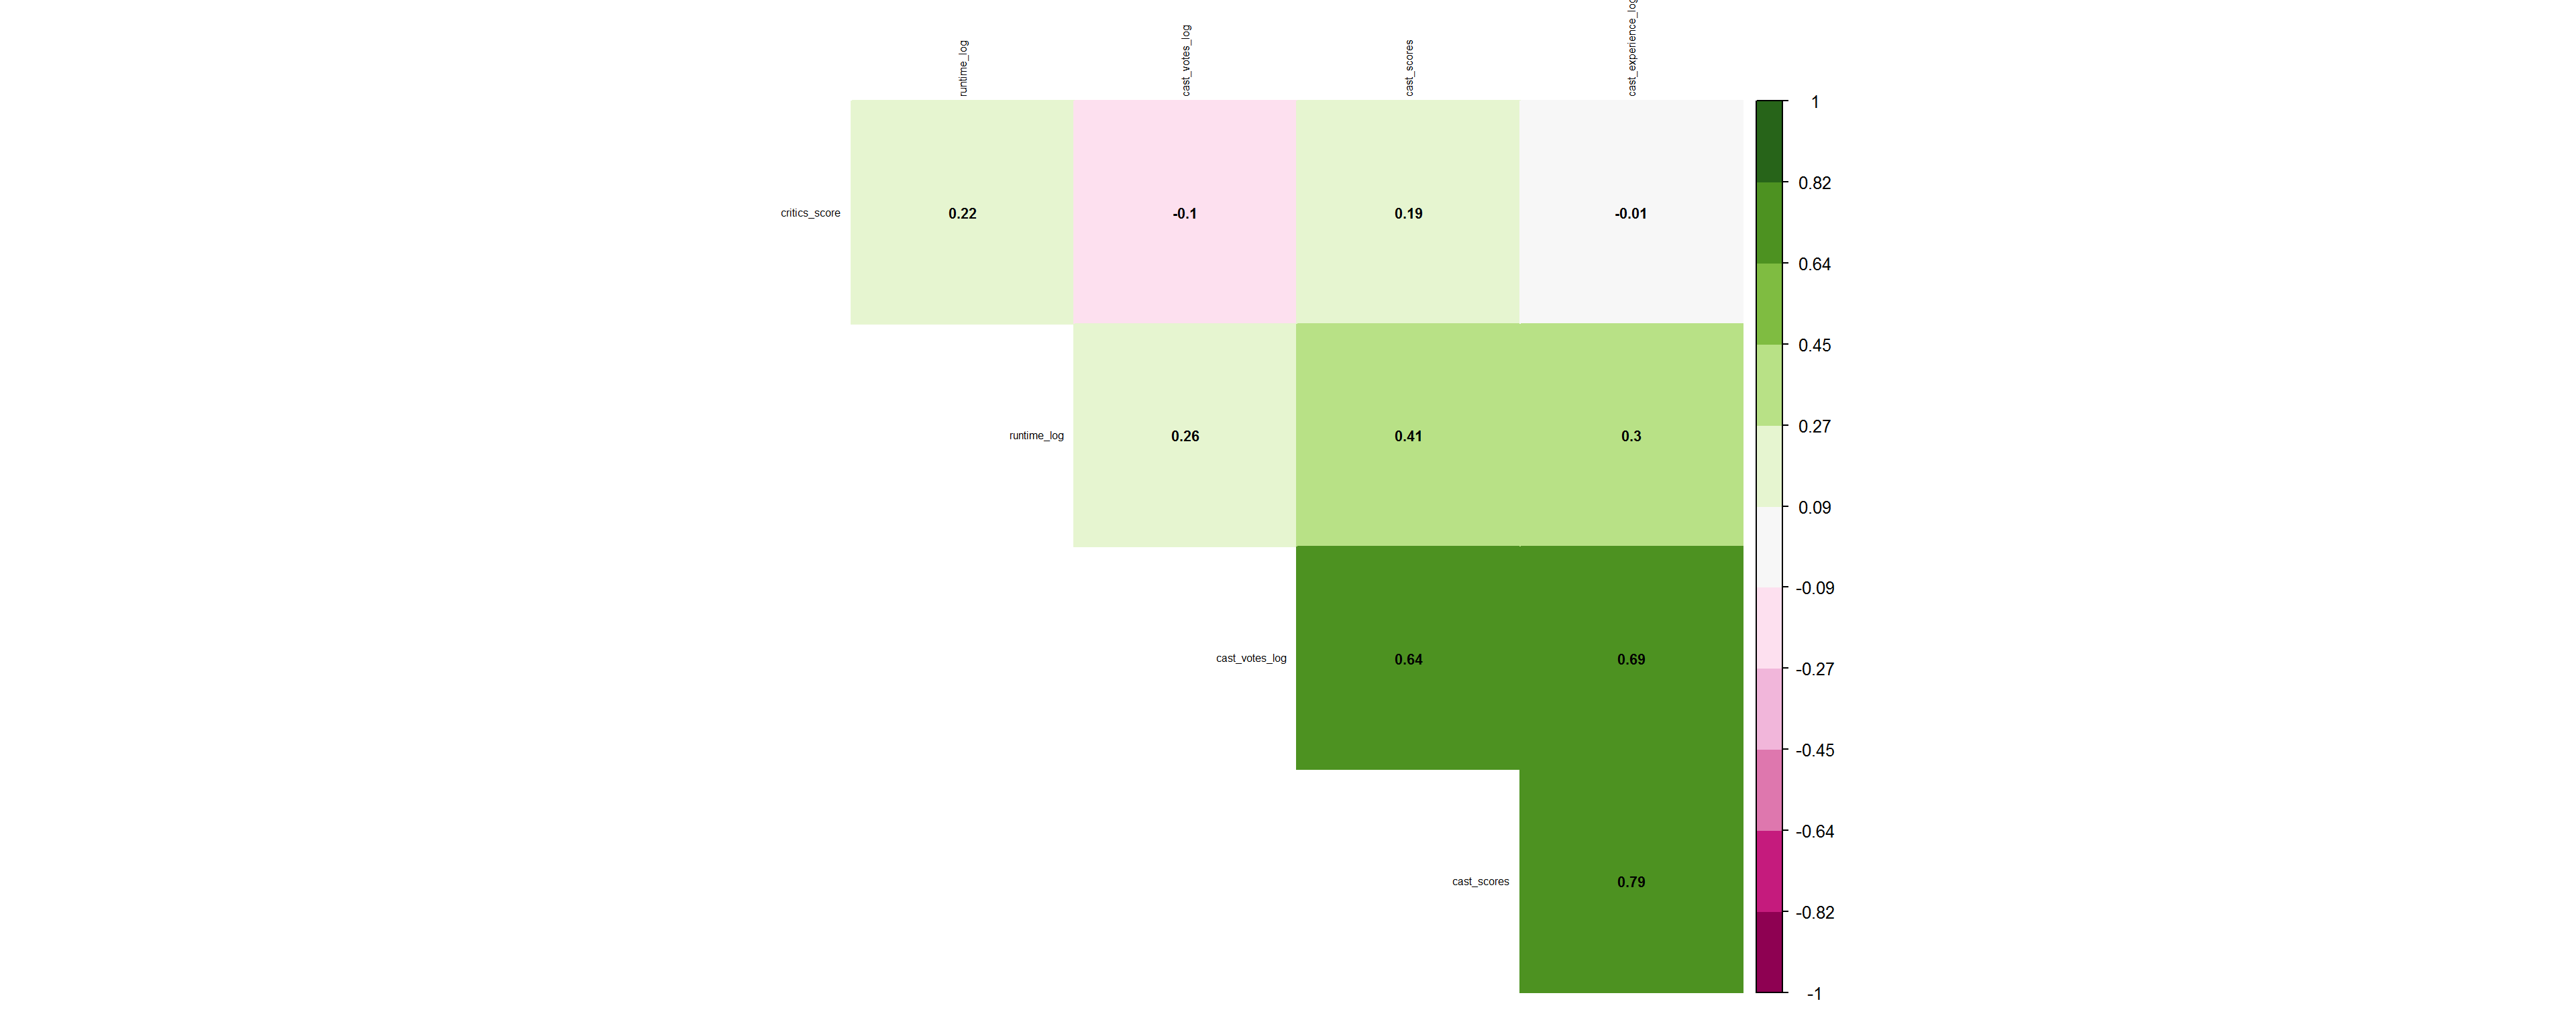 runtime_log
cast_votes_log
cast_scores
cast_experience_log
critics_score 0.22 -0.1 0.19 -0.01
runtime_log 0.26 0.41 0.3
cast_votes_log 0.64 0.69
cast_scores 0.79
1
0.82
0.64
0.45
0.27
0.09
-0.09
-0.27
-0.45
-0.64
-0.82
-1